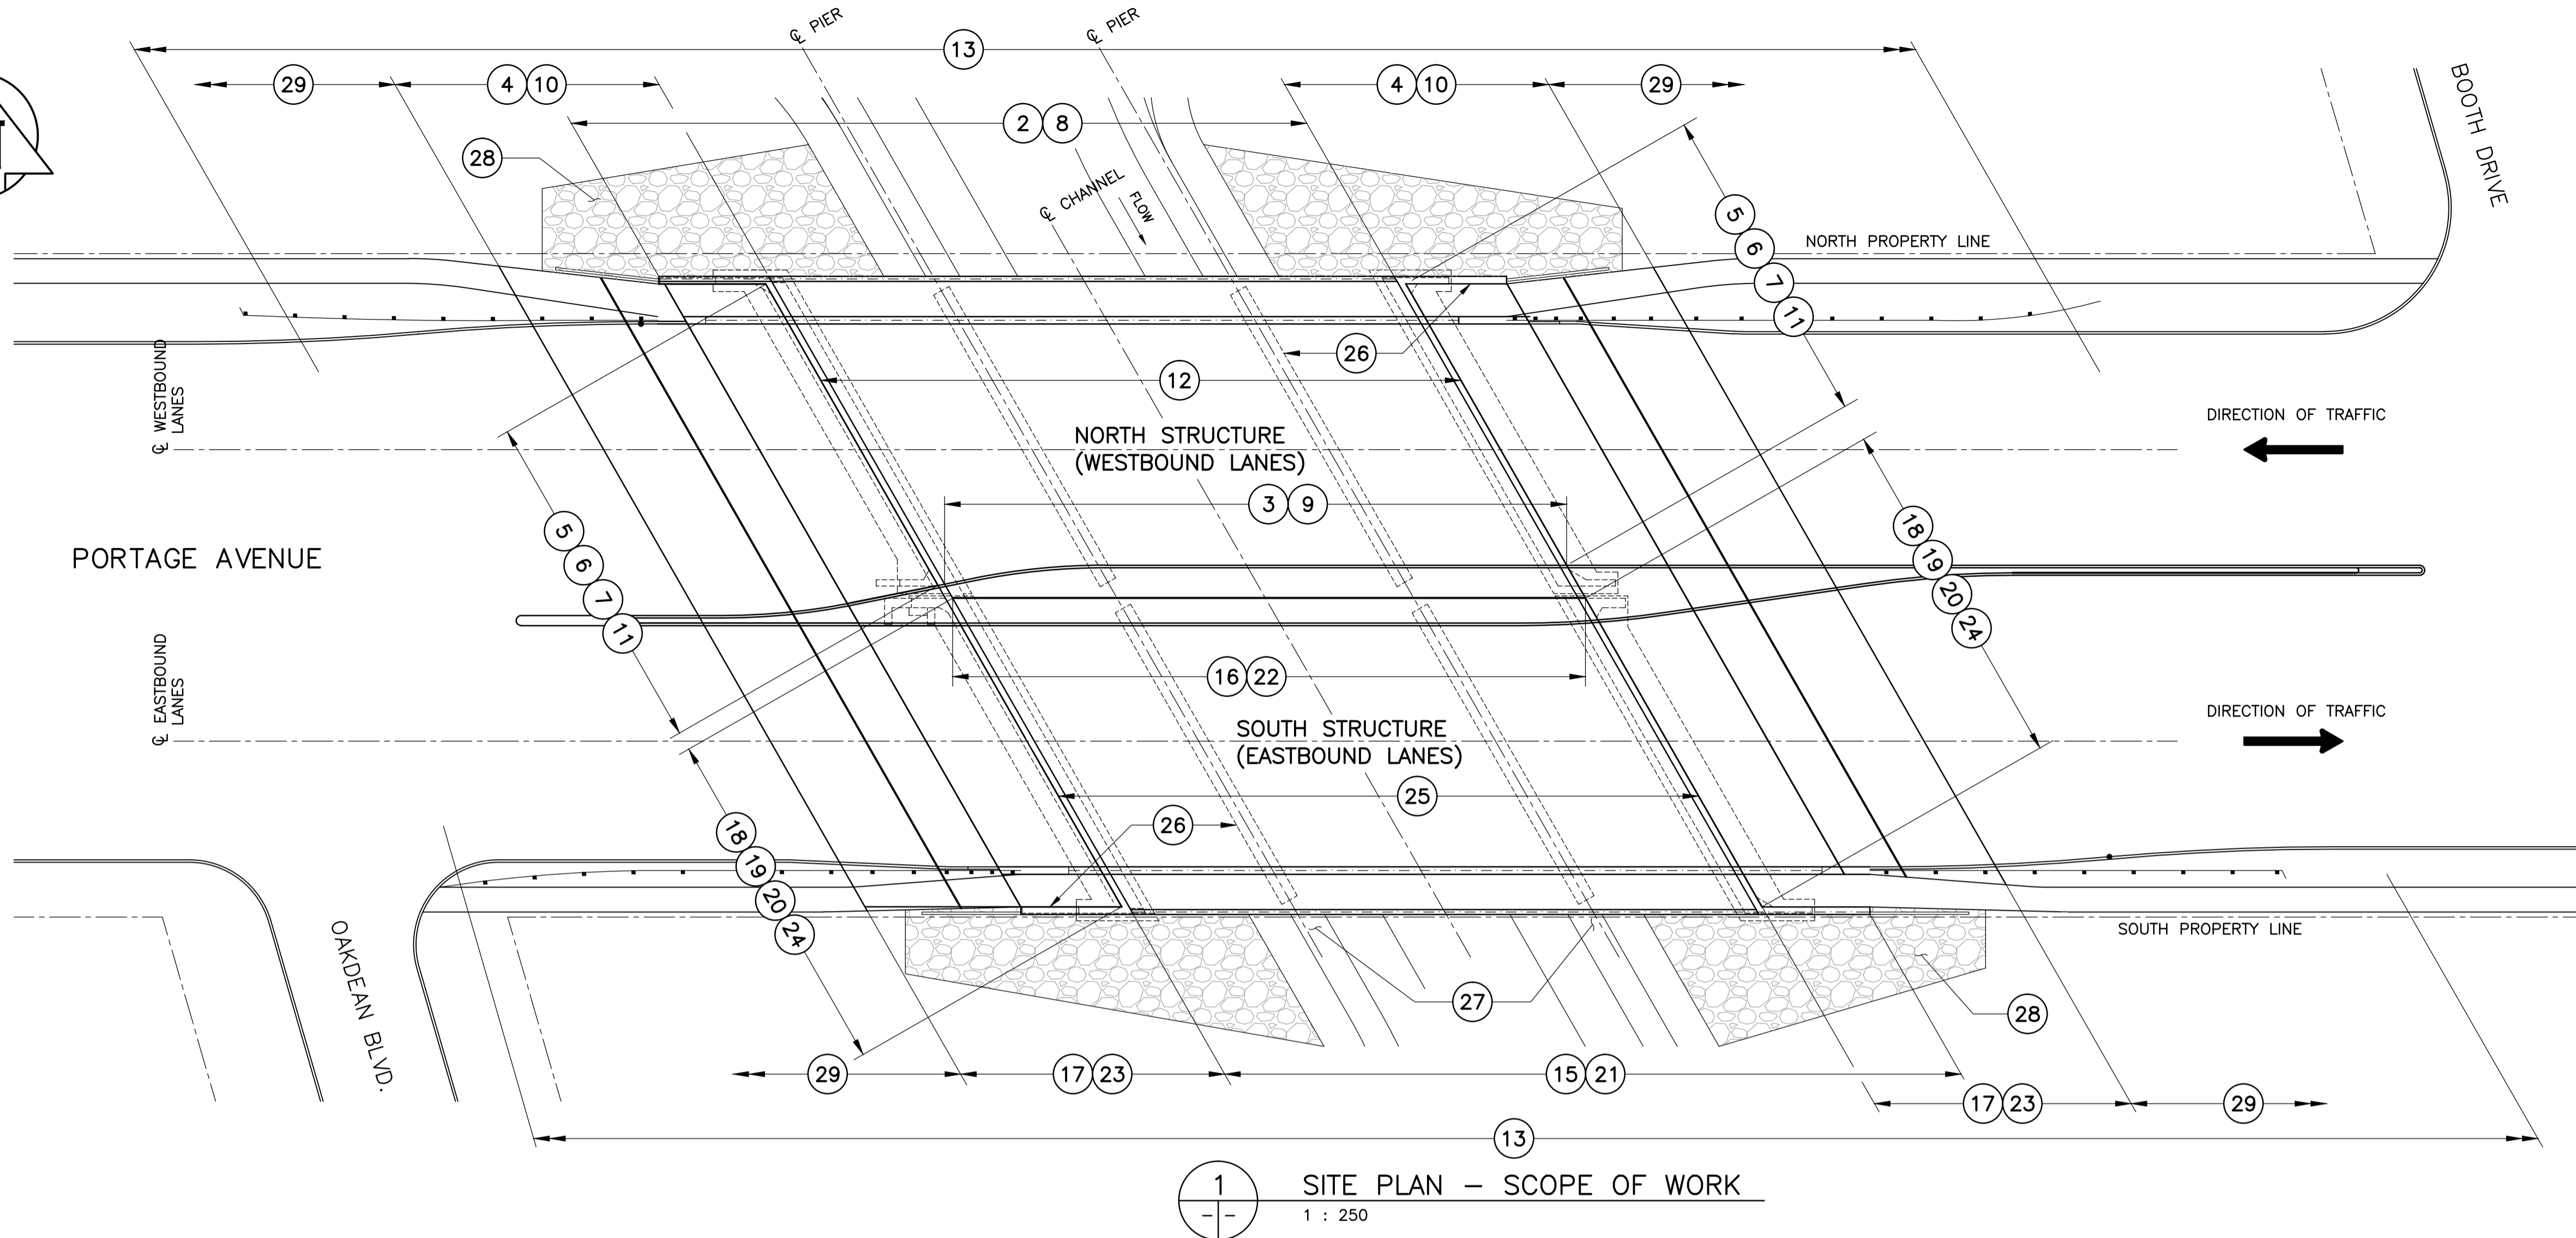 ℄ PIER
℄ PIER
13
29
4 10
4 10
29
2 8
28
℄ CHANNEL
FLOW
BOOTH DRIVE
5 6 7 11
NORTH PROPERTY LINE
26
12
℄ WESTBOUND
LANES
NORTH STRUCTURE
(WESTBOUND LANES)
DIRECTION OF TRAFFIC
3 9
PORTAGE AVENUE
5 6 7 11
18 19 20 24
16 22
℄ EASTBOUND
LANES
SOUTH STRUCTURE
(EASTBOUND LANES)
DIRECTION OF TRAFFIC
25
26
18 19 20 24
OAKDEAN BLVD.
SOUTH PROPERTY LINE
27
28
29
17 23
15 21
17 23
29
13
1
SITE PLAN – SCOPE OF WORK
1 : 250